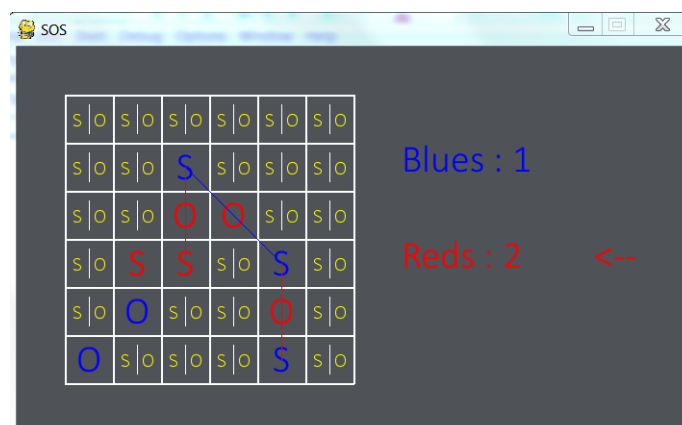 SOS
S|O S|O S|O S|O S|O S|O
S|O S|O S S|O S|O S|O Blues : 1
S|O S|O O O S|O S|O
S|O S S S|O S S|O Reds : 2 <--
S|O O S|O S|O O S|O
O S|O S|O S|O S S|O